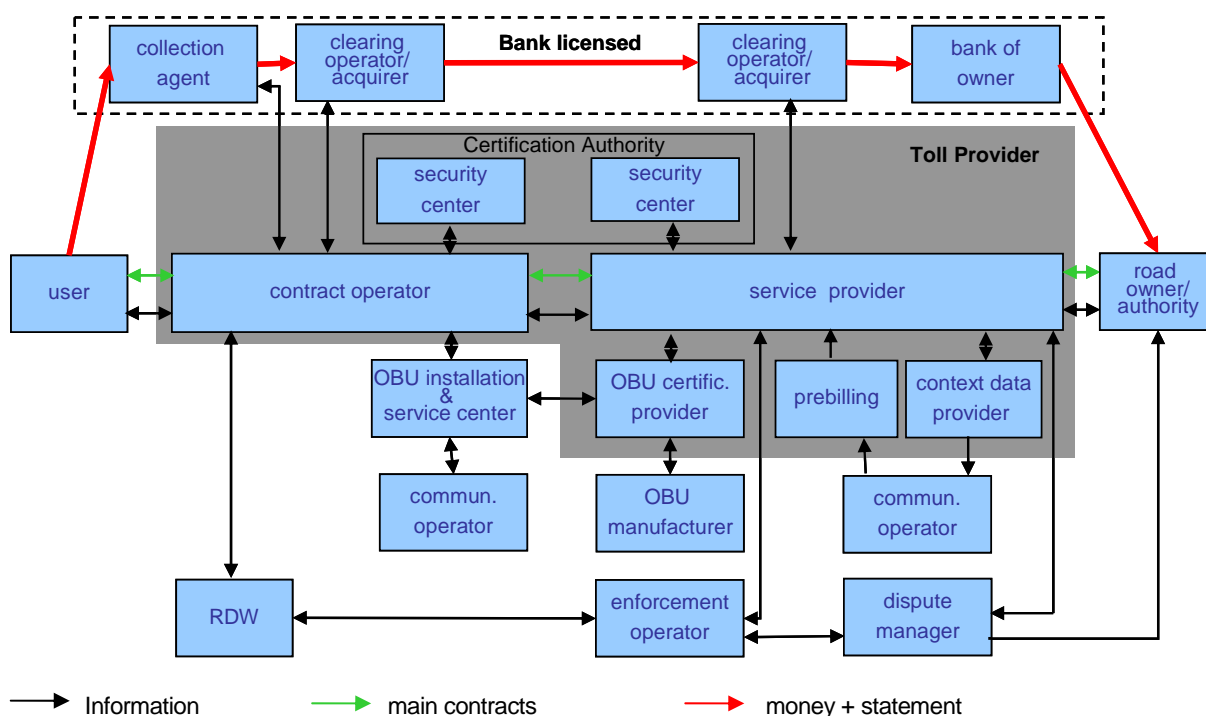 collection
agent
clearing
operator/
acquirer
Bank licensed
clearing
operator/
acquirer
bank of
owner
Certification Authority
Toll Provider
security
center
security
center
user
contract operator
service provider
road
owner/
authority
OBU installation
&
service center
OBU certific.
provider
prebilling
context data
provider
commun.
operator
OBU
manufacturer
commun.
operator
RDW
enforcement
operator
dispute
manager
Information
main contracts
money + statement